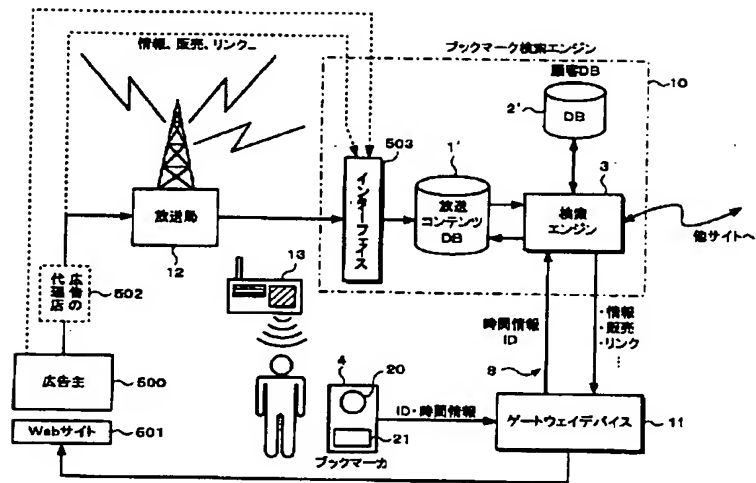 情報、販売、リンク...
ブックマーク検索エンジン
顧客DB
10
2'
DB
503
インターフェイス
1'
放送
コンテンツ
DB
3
検索
エンジン
他サイトへ
放送局
12
13
広告の
代理店
502
時間情報
ID
・情報
・販売
・リンク
⋮
8
広告主
500
4
20
ID・時間情報
21
ブックマーカ
ゲートウェイデバイス
11
Webサイト
501